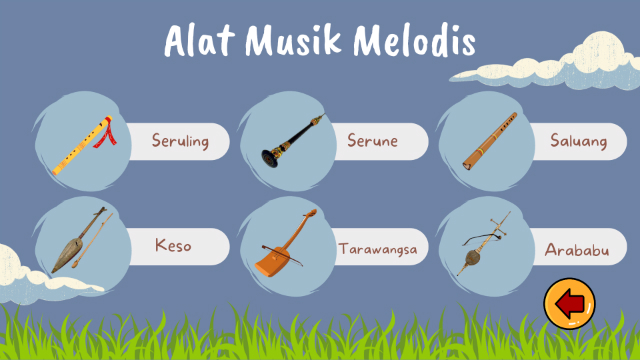 Alat Musik Melodis
Seruling
Serune
Saluang
Keso
Tarawangsa
Arababu